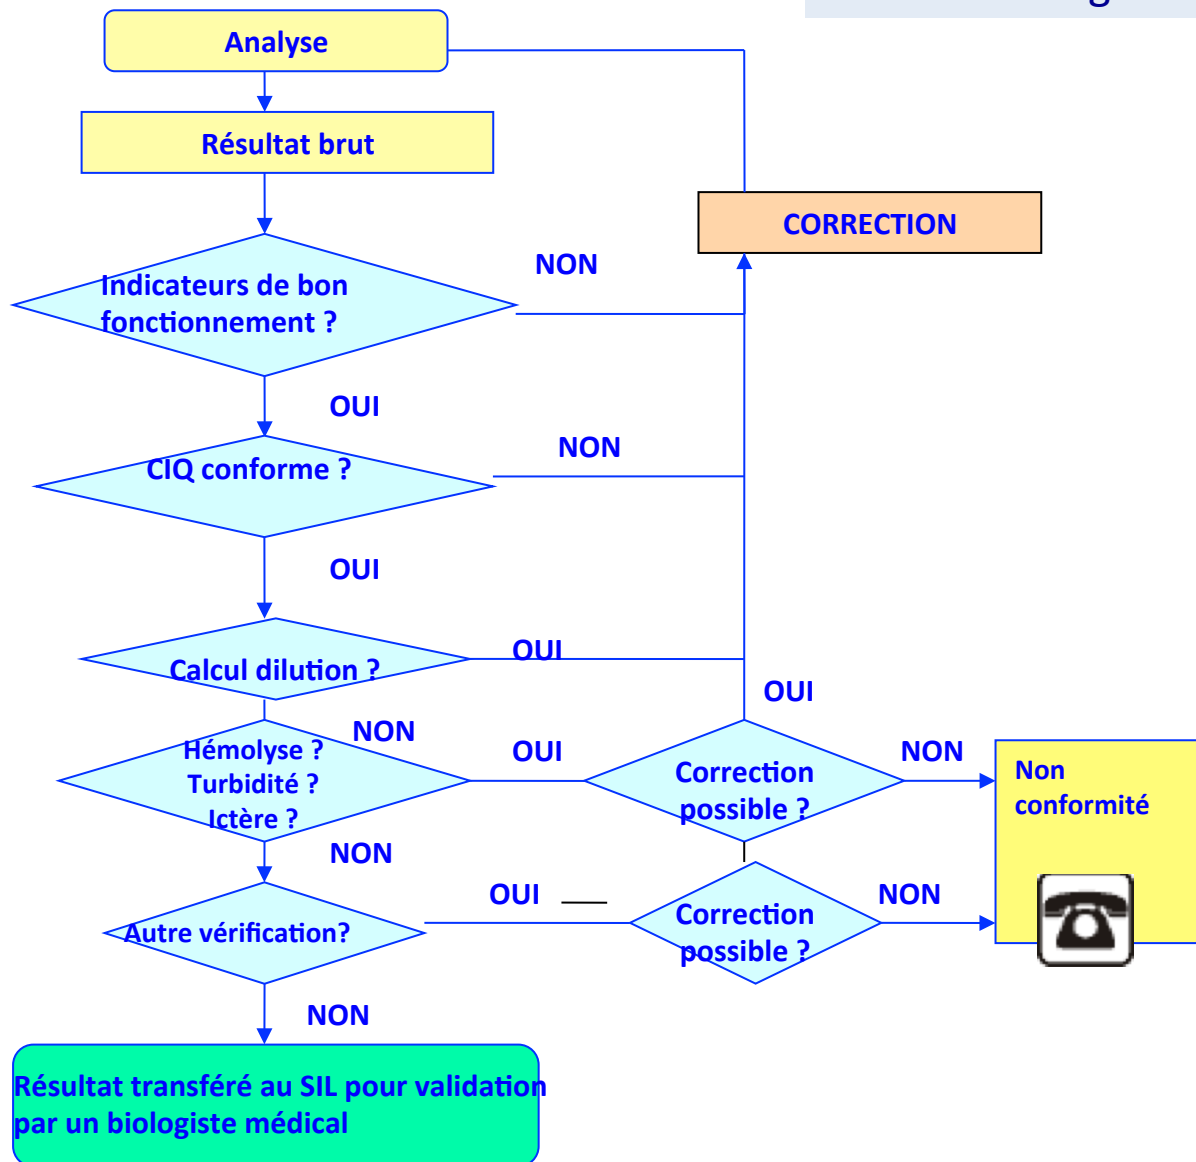 Analyse
Résultat brut
CORRECTION
NON
Indicateurs de bon
fonctionnement ?
OUI
NON
CIQ conforme ?
OUI
OUI
Calcul dilution ?
OUI
NON
Hémolyse ?
Turbidité ?
Ictère ?
OUI
Correction
possible ?
NON
Non
conformité
NON
OUI
Autre vérification?
Correction
possible ?
NON
NON
Résultat transféré au SIL pour validation
par un biologiste médical